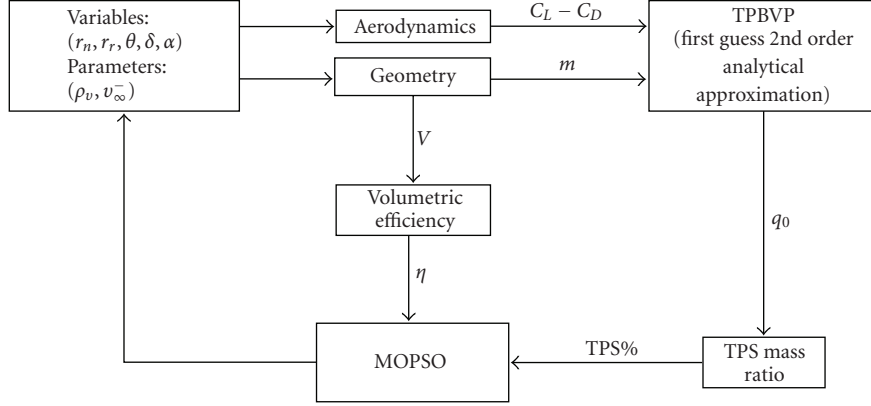 Variables:
(r_n, r_r, θ, δ, α)
Parameters:
(ρ_v, υ_∞^−)
Aerodynamics
C_L − C_D
TPBVP
(first guess 2nd order
analytical
approximation)
Geometry
m
V
Volumetric
efficiency
q_0
η
MOPSO
TPS%
TPS mass
ratio